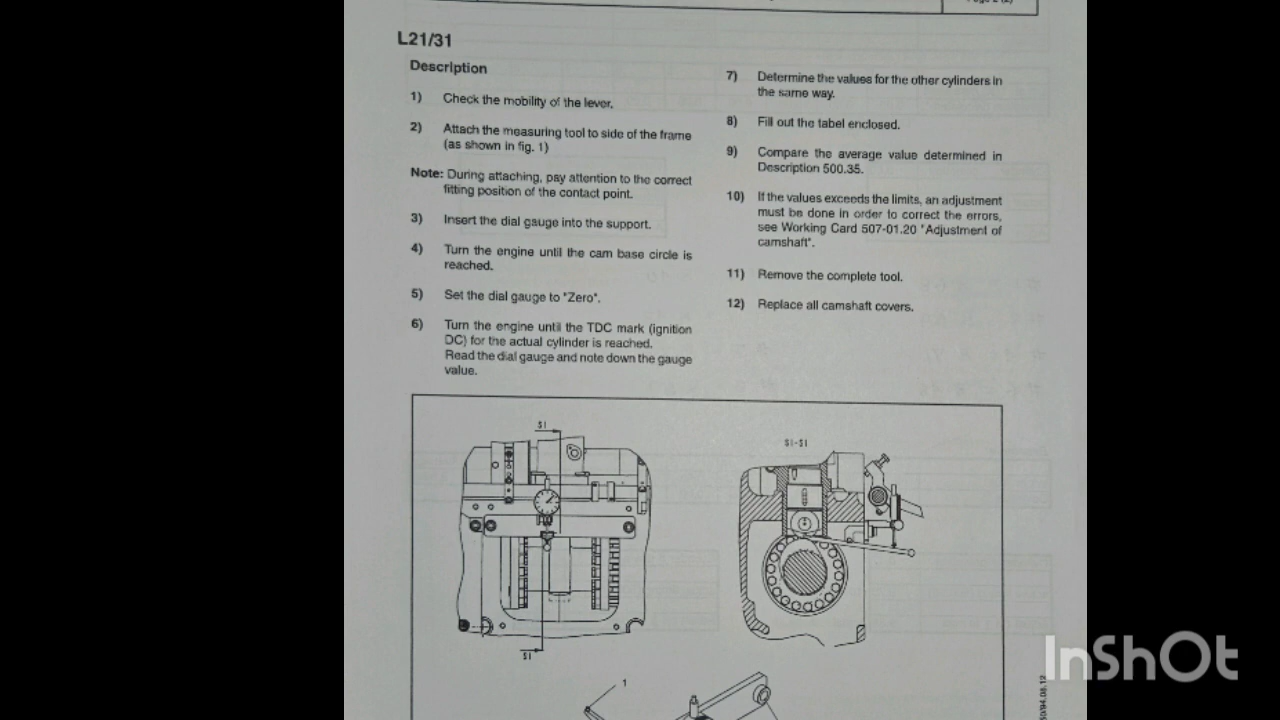 L21/31
Description
1) Check the mobility of the lever.
2) Attach the measuring tool to side of the frame
(as shown in fig. 1)
Note: During attaching, pay attention to the correct
fitting position of the contact point.
3) Insert the dial gauge into the support.
4) Turn the engine until the cam base circle is
reached.
5) Set the dial gauge to "Zero".
6) Turn the engine until the TDC mark (ignition
DC) for the actual cylinder is reached.
Read the dial gauge and note down the gauge
value.
7) Determine the values for the other cylinders in
the same way.
8) Fill out the tabel enclosed.
9) Compare the average value determined in
Description 500.35.
10) If the values exceeds the limits, an adjustment
must be done in order to correct the errors,
see Working Card 507-01.20 "Adjustment of
camshaft".
11) Remove the complete tool.
12) Replace all camshaft covers.
S1
S1
S1-S1
1
InShOt